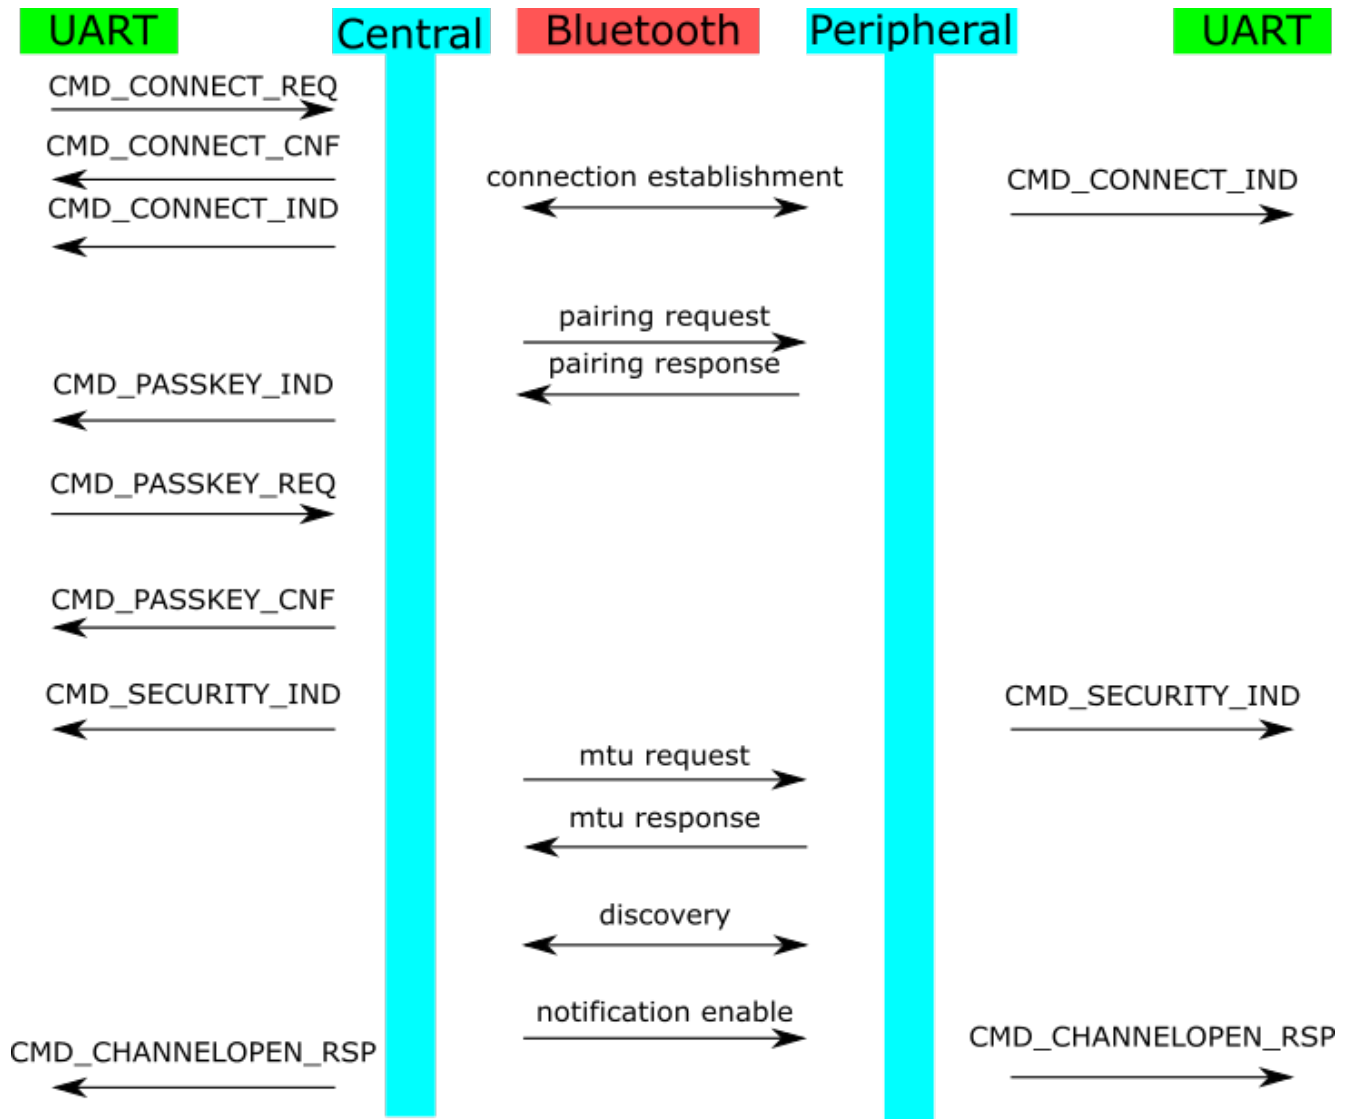 UART
Central
Bluetooth
Peripheral
UART
CMD_CONNECT_REQ
CMD_CONNECT_CNF
connection establishment
CMD_CONNECT_IND
CMD_CONNECT_IND
pairing request
pairing response
CMD_PASSKEY_IND
CMD_PASSKEY_REQ
CMD_PASSKEY_CNF
CMD_SECURITY_IND
CMD_SECURITY_IND
mtu request
mtu response
discovery
notification enable
CMD_CHANNELOPEN_RSP
CMD_CHANNELOPEN_RSP